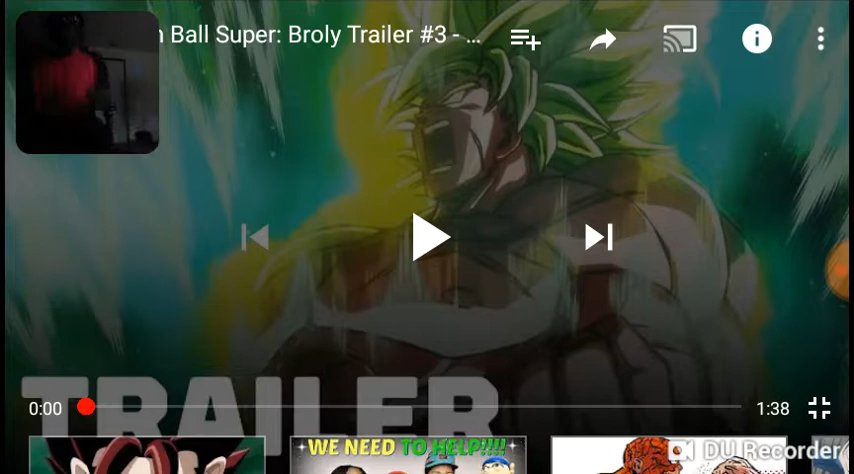 n Ball Super: Broly Trailer #3 - ...
TRAILER
0:00
1:38
WE NEED TO HELP!!!!
DU Recorder